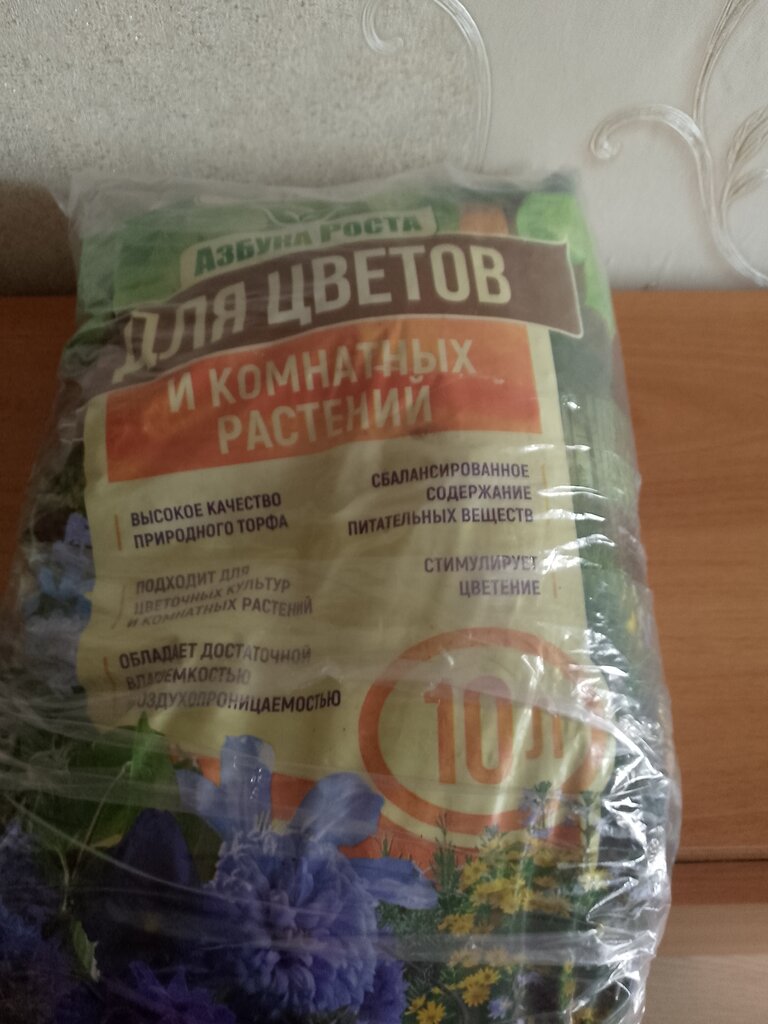 АЗБУКА РОСТА
ДЛЯ ЦВЕТОВ
И КОМНАТНЫХ
РАСТЕНИЙ
ВЫСОКОЕ КАЧЕСТВО
ПРИРОДНОГО ТОРФА
ПОДХОДИТ ДЛЯ
ЦВЕТОЧНЫХ КУЛЬТУР
И КОМНАТНЫХ РАСТЕНИЙ
ОБЛАДАЕТ ДОСТАТОЧНОЙ
ВЛАГОЕМКОСТЬЮ
ВОЗДУХОПРОНИЦАЕМОСТЬЮ
СБАЛАНСИРОВАННОЕ
СОДЕРЖАНИЕ
ПИТАТЕЛЬНЫХ ВЕЩЕСТВ
СТИМУЛИРУЕТ
ЦВЕТЕНИЕ
10 Л